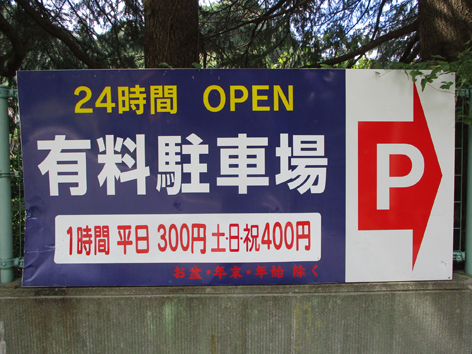 24時間 OPEN
有料駐車場
1時間 平日 300円 土・日・祝 400円
お盆・年末・年始 除く
P